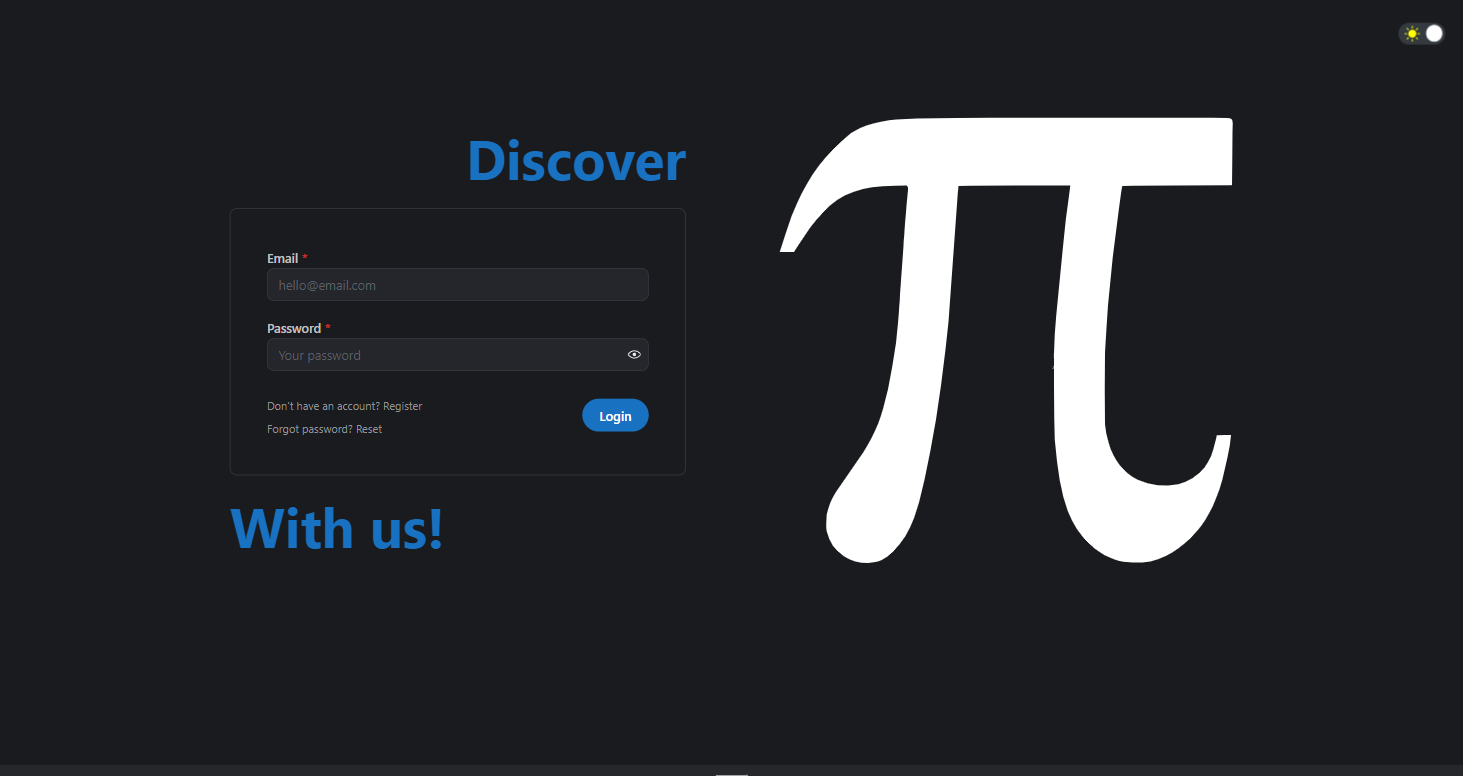 Discover
Email *
hello@email.com
Password *
Your password
Don't have an account? Register
Login
Forgot password? Reset
With us!
π